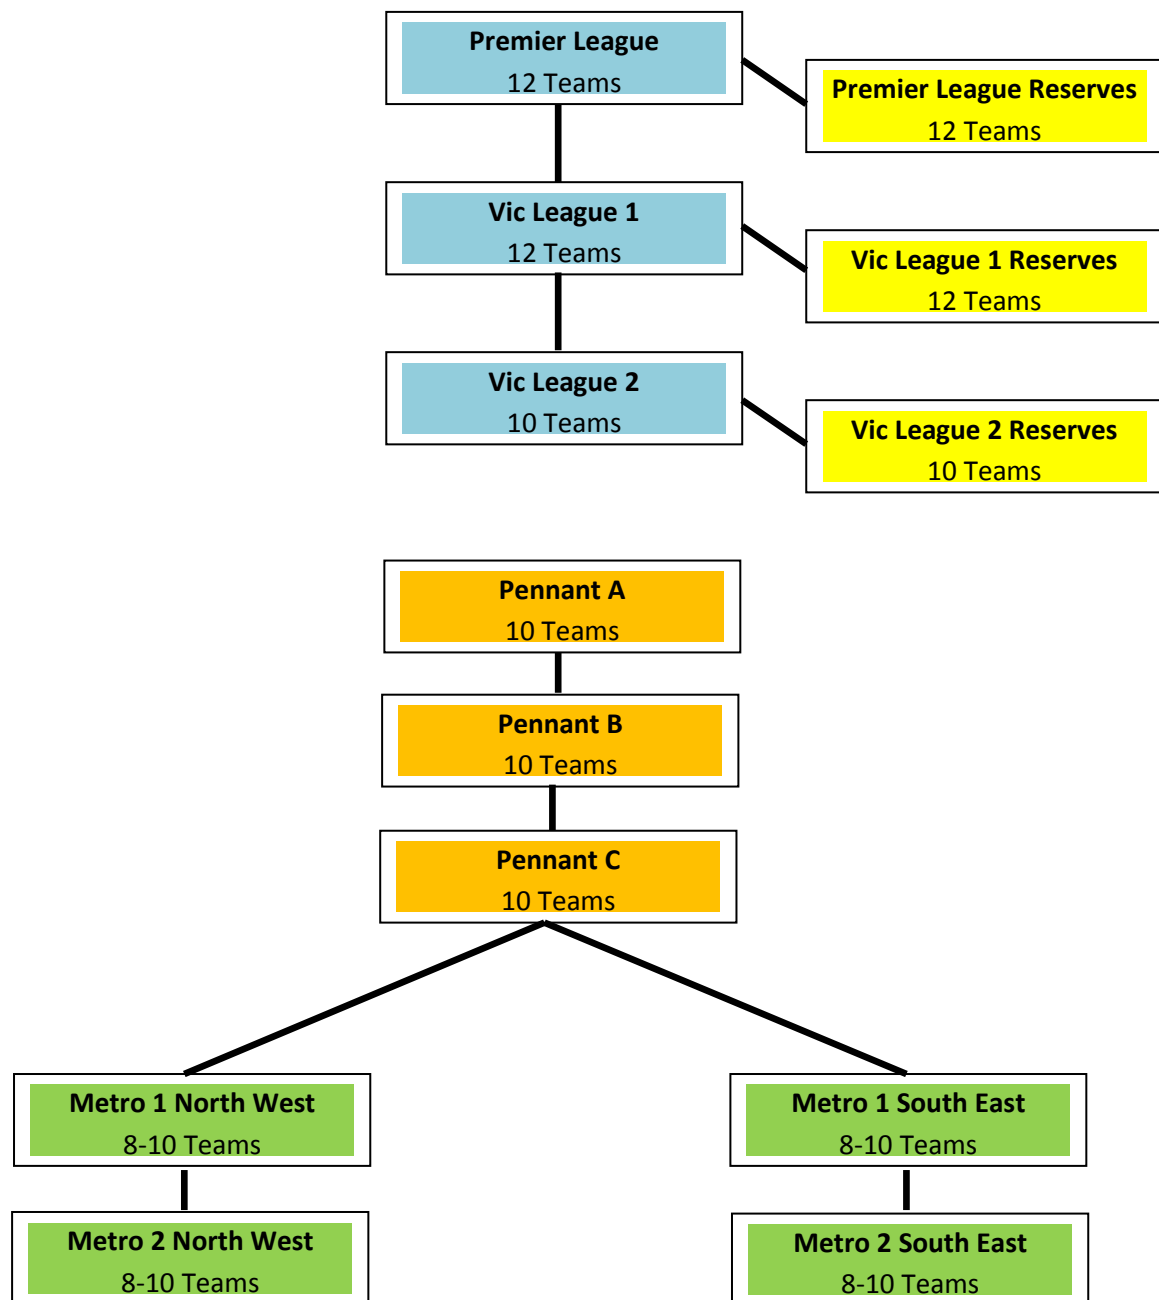 Premier League
12 Teams
Premier League Reserves
12 Teams
Vic League 1
12 Teams
Vic League 1 Reserves
12 Teams
Vic League 2
10 Teams
Vic League 2 Reserves
10 Teams
Pennant A
10 Teams
Pennant B
10 Teams
Pennant C
10 Teams
Metro 1 North West
8-10 Teams
Metro 1 South East
8-10 Teams
Metro 2 North West
8-10 Teams
Metro 2 South East
8-10 Teams